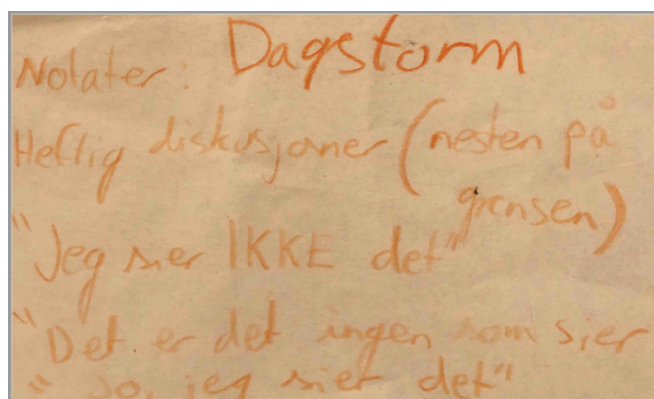 Notater: Dagstorm
Heftig diskusjoner (nesten på
grensen)
"Jeg sier IKKE det"
"Det er det ingen som sier
" Jo, jeg sier det"